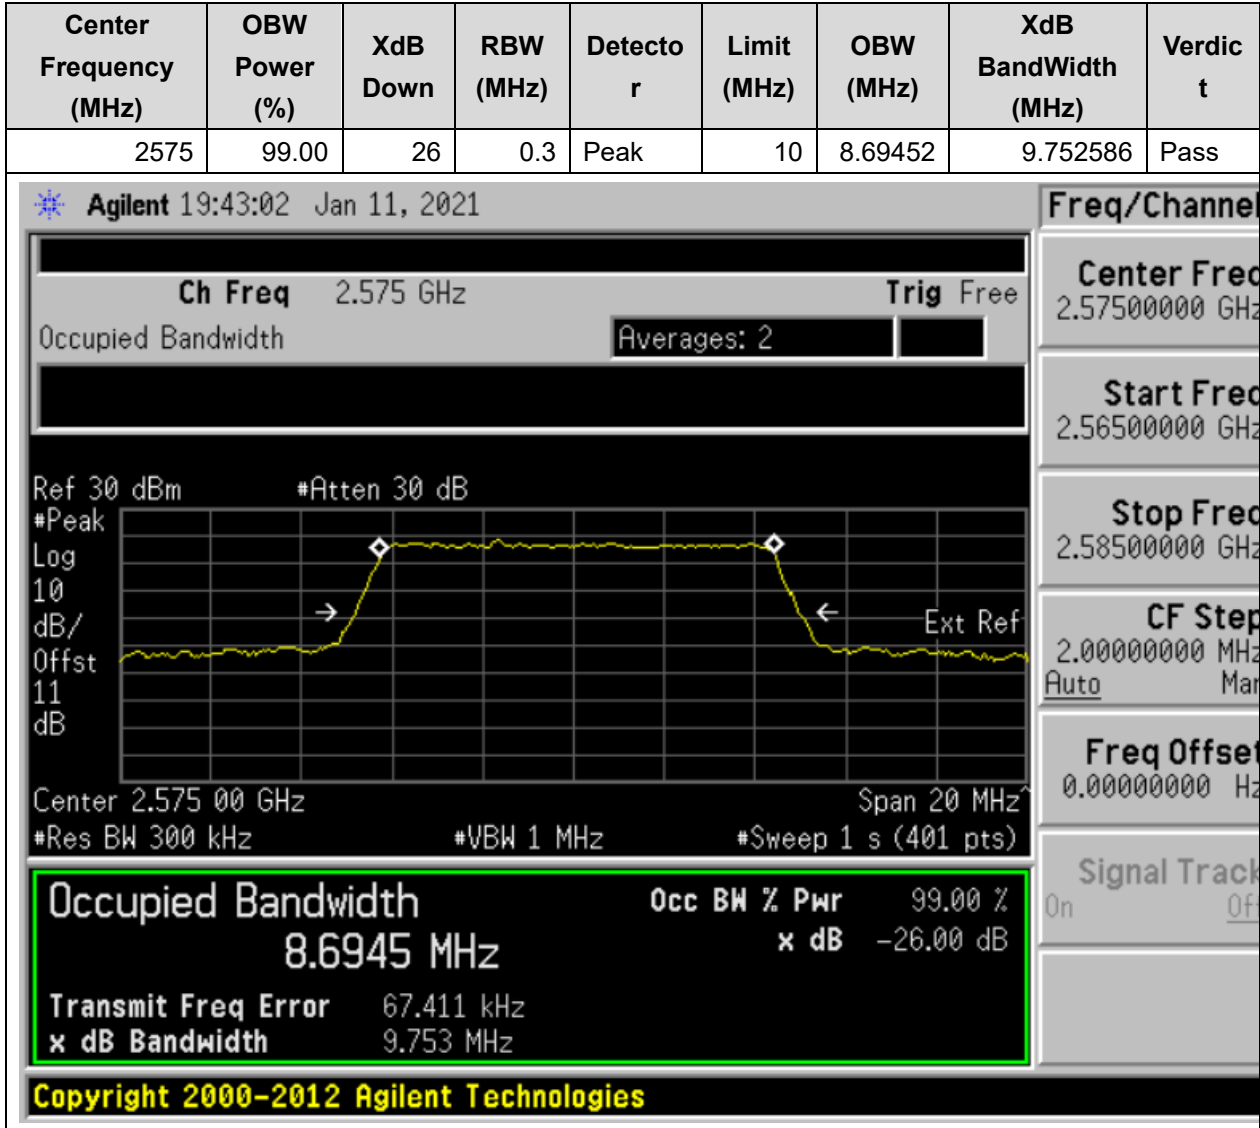 Center Frequency (MHz) OBW Power (%) XdB Down RBW (MHz) Detecto r Limit (MHz) OBW (MHz) XdB BandWidth (MHz) Verdic t
2575 99.00 26 0.3 Peak 10 8.69452 9.752586 Pass
Agilent 19:43:02 Jan 11, 2021
Freq/Channel
Ch Freq 2.575 GHz Trig Free
Occupied Bandwidth Averages: 2
Center Freq
2.57500000 GHz
Start Freq
2.56500000 GHz
Stop Freq
2.58500000 GHz
CF Step
2.00000000 MHz
Auto Man
Freq Offset
0.00000000 Hz
Signal Track
On Off
Ref 30 dBm #Atten 30 dB
#Peak
Log
10
dB/
Offst
11
dB
Ext Ref
Center 2.575 00 GHz Span 20 MHz^
#Res BW 300 kHz #VBW 1 MHz #Sweep 1 s (401 pts)
Occupied Bandwidth Occ BW % Pwr 99.00 %
8.6945 MHz x dB -26.00 dB
Transmit Freq Error 67.411 kHz
x dB Bandwidth 9.753 MHz
Copyright 2000-2012 Agilent Technologies